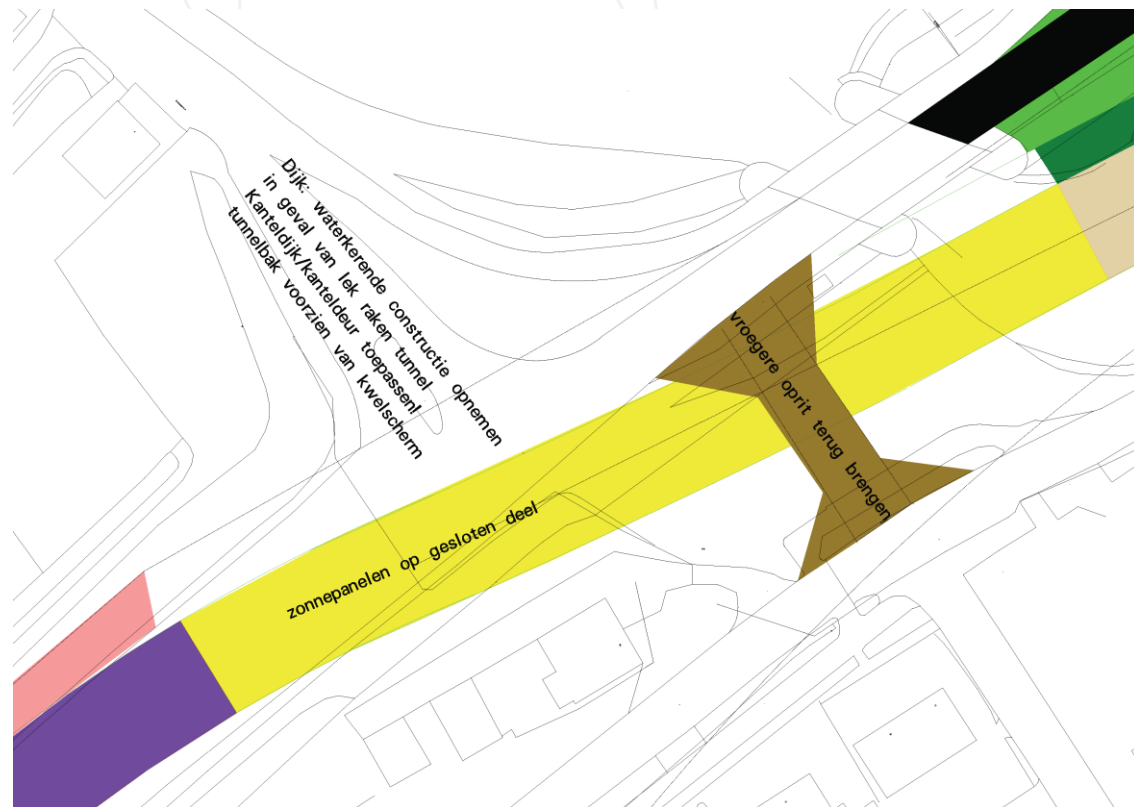 Dijk: waterkerende constructie opnemen
in geval van lek raken tunnel
Kanteldijk/kanteldeur toepassen!
tunnelbak voorzien van kwelscherm
vroegere oprit terug brengen
zonnepanelen op gesloten deel